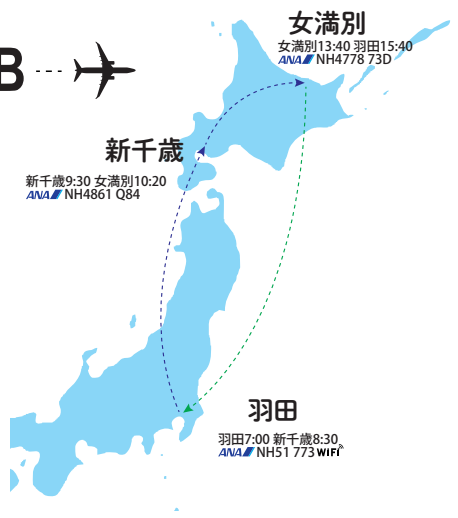 B
女満別
女満別13:40 羽田15:40
ANA NH4778 73D
新千歳
新千歳9:30 女満別10:20
ANA NH4861 Q84
羽田
羽田7:00 新千歳8:30
ANA NH51 773 WiFi